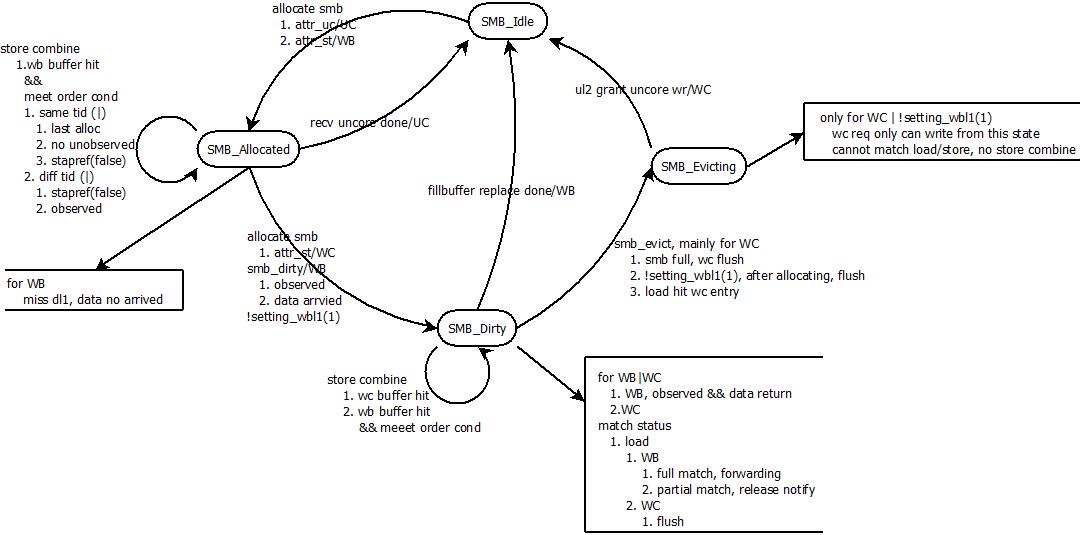 allocate smb
1. attr_uc/UC
2. attr_st/WB
SMB_Idle
store combine
1.wb buffer hit
&&
meet order cond
1. same tid (|)
1. last alloc
2. no unobserved
3. stapref(false)
2. diff tid (|)
1. stapref(false)
2. observed
SMB_Allocated
recv uncore done/UC
ul2 grant uncore wr/WC
only for WC | !setting_wbl1(1)
wc req only can write from this state
cannot match load/store, no store combine
SMB_Evicting
fillbuffer replace done/WB
allocate smb
1. attr_st/WC
smb_dirty/WB
1. observed
2. data arrvied
!setting_wbl1(1)
smb_evict, mainly for WC
1. smb full, wc flush
2. !setting_wbl1(1), after allocating, flush
3. load hit wc entry
for WB
miss dl1, data no arrived
SMB_Dirty
store combine
1. wc buffer hit
2. wb buffer hit
&& meeet order cond
for WB|WC
1. WB, observed && data return
2.WC
match status
1. load
1. WB
1. full match, forwarding
2. partial match, release notify
2. WC
1. flush